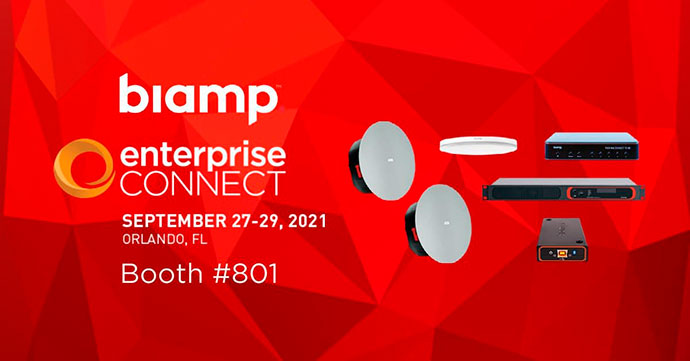 biamp
enterprise
CONNECT
SEPTEMBER 27-29, 2021
ORLANDO, FL
Booth #801